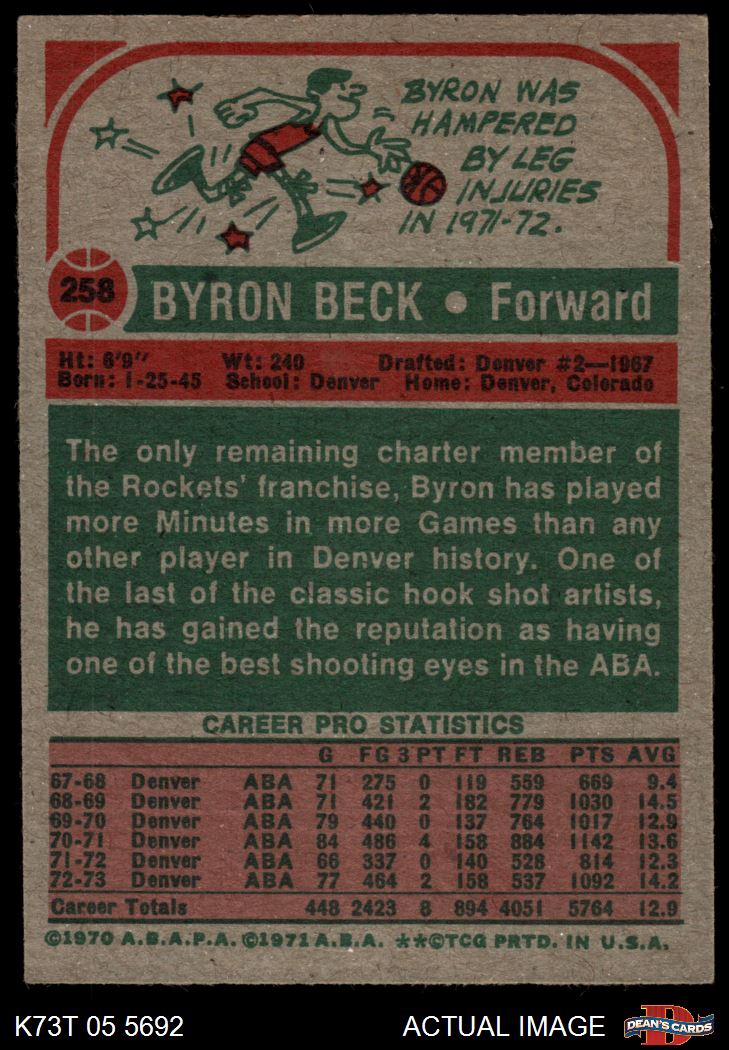 BYRON WAS
HAMPERED
BY LEG
INJURIES
IN 1971-72.
258 BYRON BECK • Forward
Ht: 6'9" Wt: 240 Drafted: Denver #2—1967
Born: 1-25-45 School: Denver Home: Denver, Colorado
The only remaining charter member of
the Rockets' franchise, Byron has played
more Minutes in more Games than any
other player in Denver history. One of
the last of the classic hook shot artists,
he has gained the reputation as having
one of the best shooting eyes in the ABA.
CAREER PRO STATISTICS
G FG 3PT FT REB PTS AVG
67-68 Denver ABA 71 275 0 119 559 669 9.4
68-69 Denver ABA 71 421 2 182 779 1030 14.5
69-70 Denver ABA 79 440 0 137 764 1017 12.9
70-71 Denver ABA 84 486 4 158 884 1142 13.6
71-72 Denver ABA 66 337 0 140 528 814 12.3
72-73 Denver ABA 77 464 2 158 537 1092 14.2
Career Totals 448 2423 8 894 4051 5764 12.9
©1970 A.B.A.P.A. ©1971 A.B.A. **©TCG PRTD. IN U.S.A.
K73T 05 5692 ACTUAL IMAGE DEAN'S CARDS